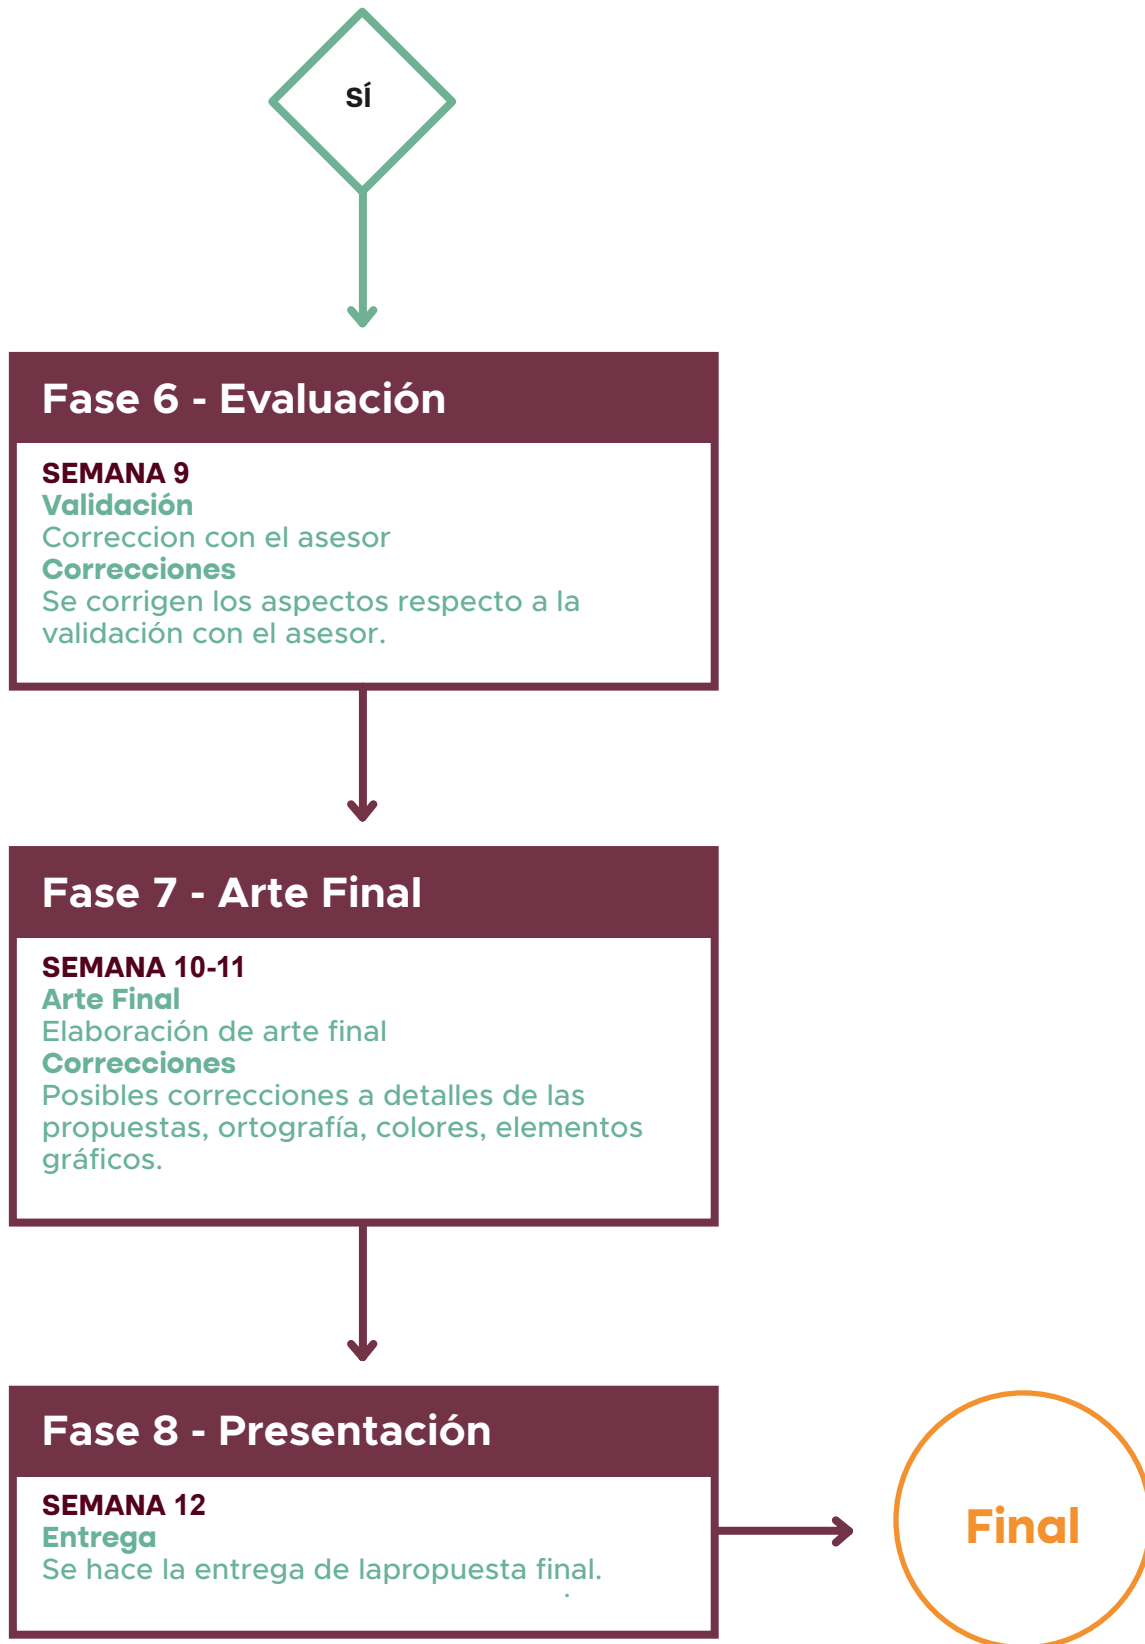 SÍ
Fase 6 - Evaluación
SEMANA 9
Validación
Correccion con el asesor
Correcciones
Se corrigen los aspectos respecto a la
validación con el asesor.
Fase 7 - Arte Final
SEMANA 10-11
Arte Final
Elaboración de arte final
Correcciones
Posibles correcciones a detalles de las
propuestas, ortografía, colores, elementos
gráficos.
Fase 8 - Presentación
SEMANA 12
Entrega
Se hace la entrega de lapropuesta final.
Final